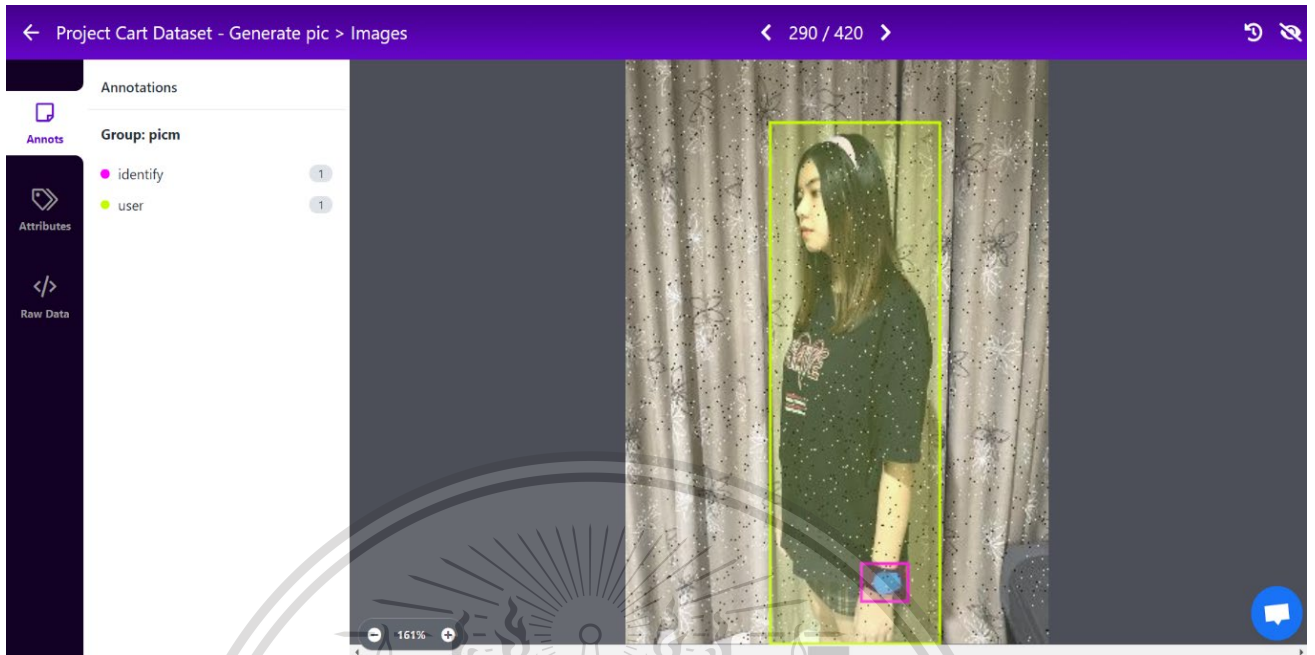 Project Cart Dataset - Generate pic > Images
290 / 420
Annotations
Annots
Group: picm
identify 1
user 1
Attributes
</>
Raw Data
161%